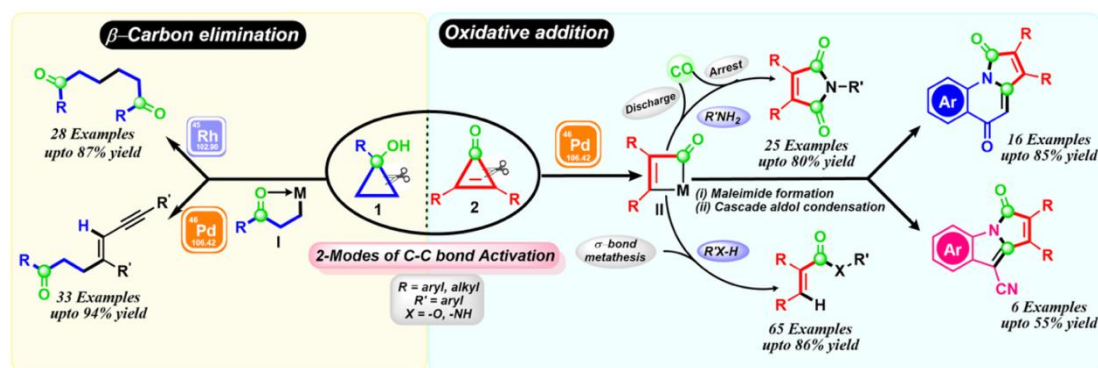 β–Carbon elimination
O
R
O
R
28 Examples
upto 87% yield
45
Rh
102.90
46
Pd
106.42
O
R
M
I
R'
H
R
O
R'
33 Examples
upto 94% yield
R
OH
1
O
R
R
2
2-Modes of C-C bond Activation
R = aryl, alkyl
R' = aryl
X = -O, -NH
Oxidative addition
46
Pd
106.42
CO
Discharge
Arrest
R'NH2
R
O
R
M
II
(i) Maleimide formation
(ii) Cascade aldol condensation
σ-bond
metathesis
R'X-H
O
R
N–R'
R
O
25 Examples
upto 80% yield
O
R
X
R'
R
H
65 Examples
upto 86% yield
O
R
N
R
Ar
O
16 Examples
upto 85% yield
O
R
N
R
Ar
CN
6 Examples
upto 55% yield